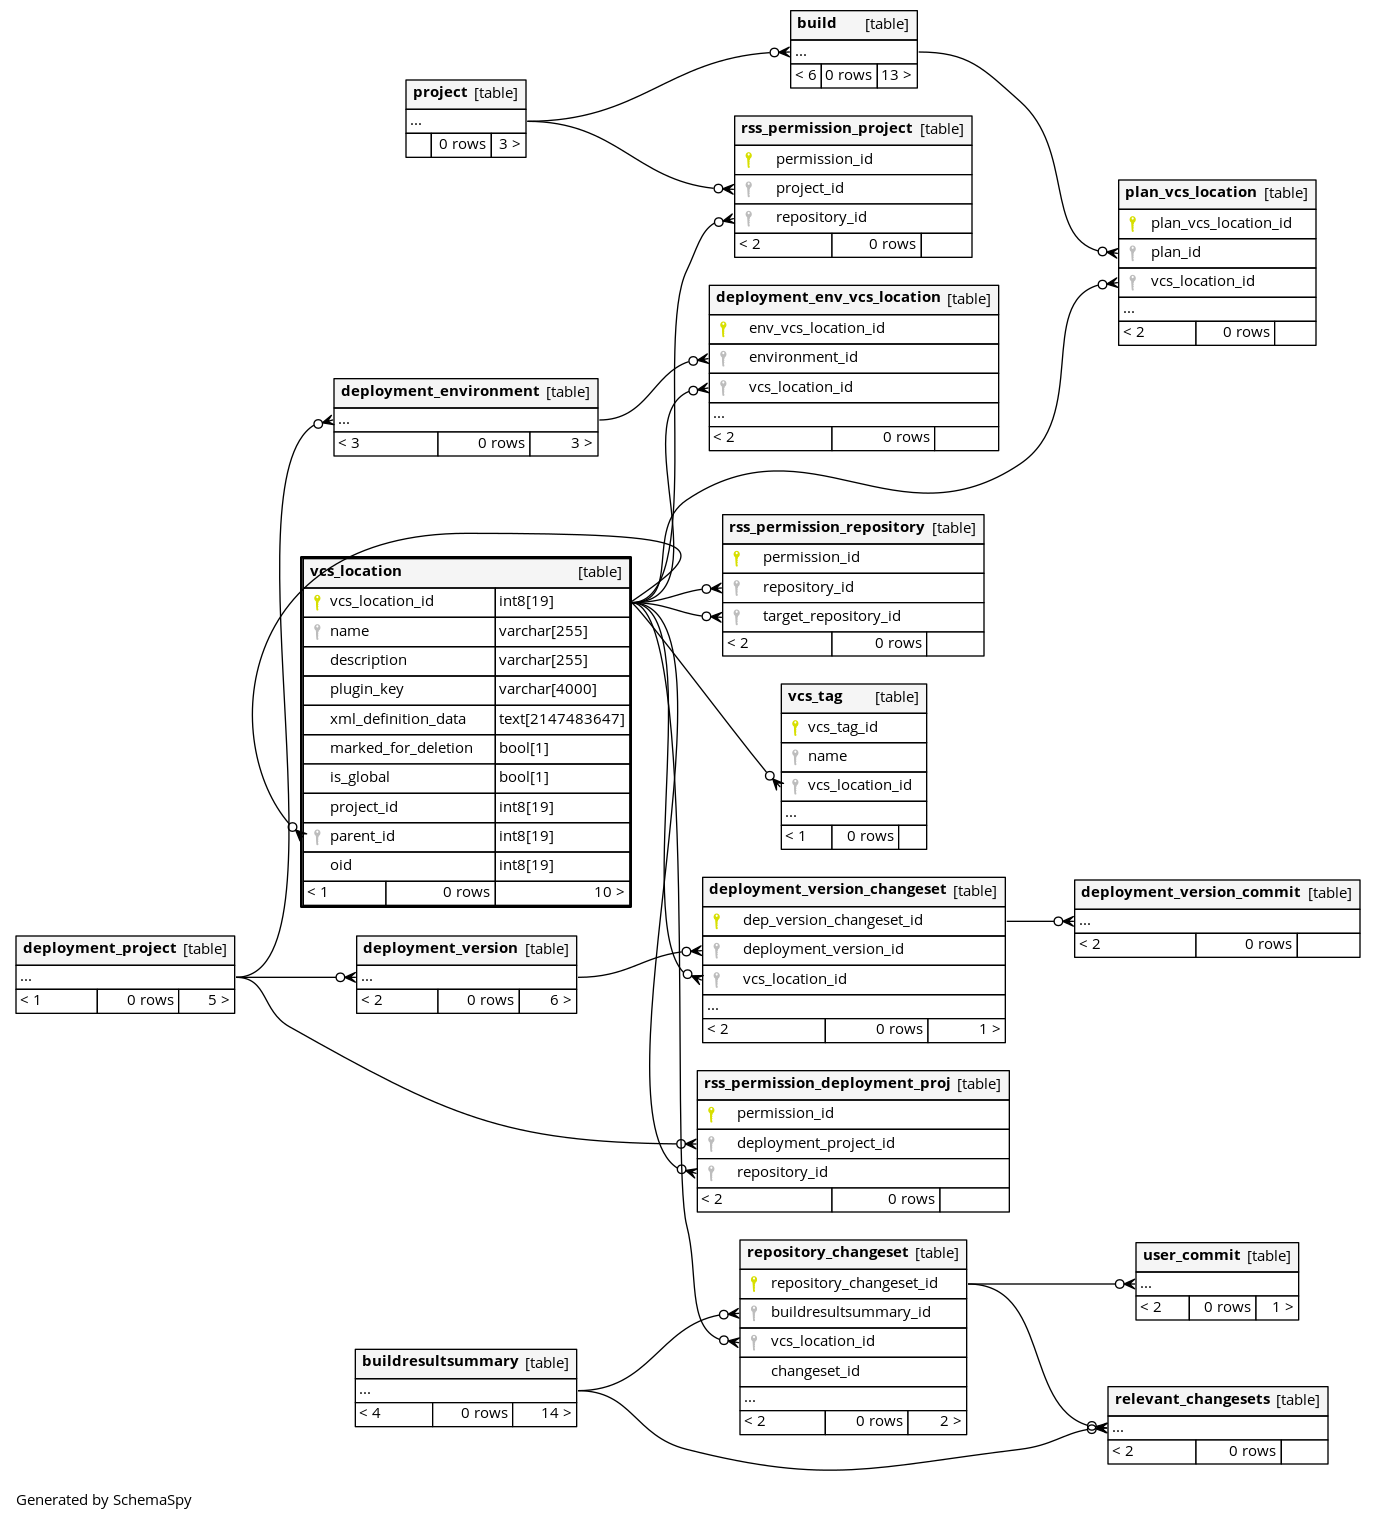 build [table]
...
< 6 0 rows 13 >
project [table]
...
0 rows 3 >
rss_permission_project [table]
permission_id
project_id
repository_id
< 2 0 rows
plan_vcs_location [table]
plan_vcs_location_id
plan_id
vcs_location_id
...
< 2 0 rows
deployment_env_vcs_location [table]
env_vcs_location_id
environment_id
vcs_location_id
...
< 2 0 rows
deployment_environment [table]
...
< 3 0 rows 3 >
rss_permission_repository [table]
permission_id
repository_id
target_repository_id
< 2 0 rows
vcs_location [table]
vcs_location_id int8[19]
name varchar[255]
description varchar[255]
plugin_key varchar[4000]
xml_definition_data text[2147483647]
marked_for_deletion bool[1]
is_global bool[1]
project_id int8[19]
parent_id int8[19]
oid int8[19]
< 1 0 rows 10 >
vcs_tag [table]
vcs_tag_id
name
vcs_location_id
...
< 1 0 rows
deployment_version_changeset [table]
dep_version_changeset_id
deployment_version_id
vcs_location_id
...
< 2 0 rows 1 >
deployment_version_commit [table]
...
< 2 0 rows
deployment_project [table]
...
< 1 0 rows 5 >
deployment_version [table]
...
< 2 0 rows 6 >
rss_permission_deployment_proj [table]
permission_id
deployment_project_id
repository_id
< 2 0 rows
repository_changeset [table]
repository_changeset_id
buildresultsummary_id
vcs_location_id
changeset_id
...
< 2 0 rows 2 >
user_commit [table]
...
< 2 0 rows 1 >
buildresultsummary [table]
...
< 4 0 rows 14 >
relevant_changesets [table]
...
< 2 0 rows
Generated by SchemaSpy